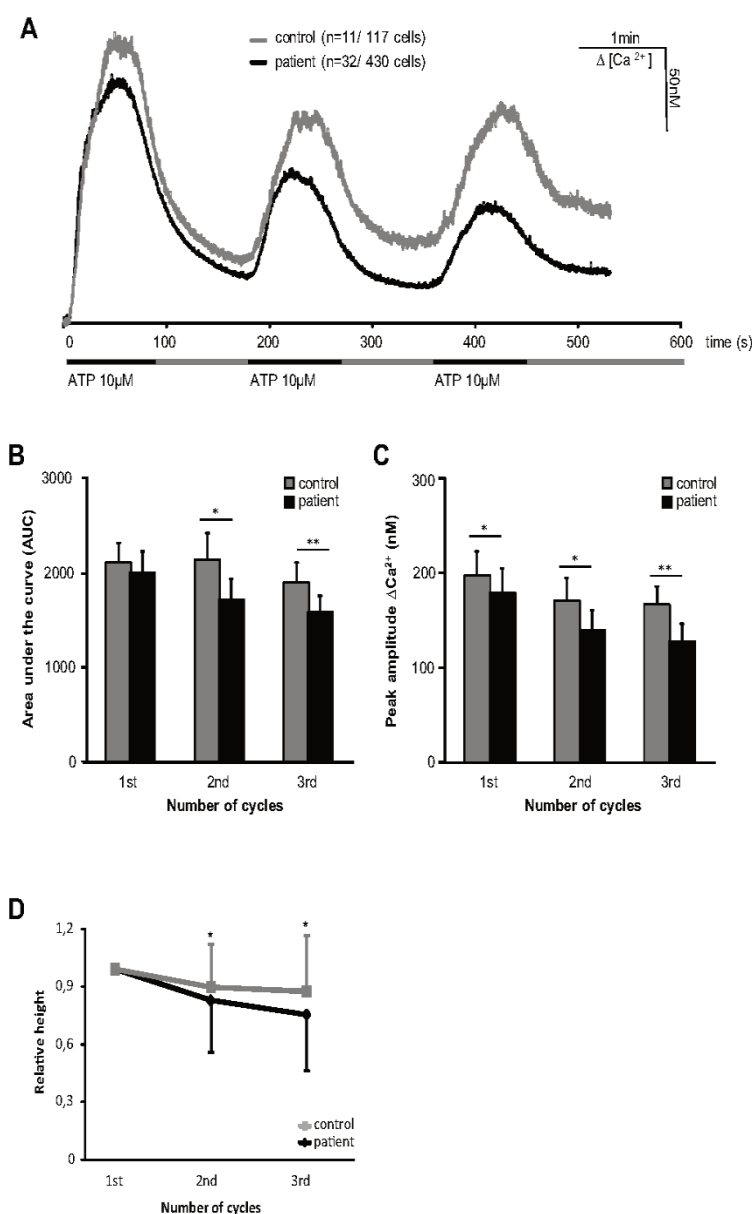 A
control (n=11/ 117 cells)
patient (n=32/ 430 cells)
1min
Δ [Ca 2+ ]
50nM
0 100 200 300 400 500 600 time (s)
ATP 10µM ATP 10µM ATP 10µM
B
Area under the curve (AUC)
3000
2000
1000
0
control
patient
*
**
1st 2nd 3rd
Number of cycles
C
Peak amplitude ΔCa2+ (nM)
300
200
100
0
control
patient
*
*
**
1st 2nd 3rd
Number of cycles
D
Relative height
1,2
0,9
0,6
0,3
0
* *
control
patient
1st 2nd 3rd
Number of cycles